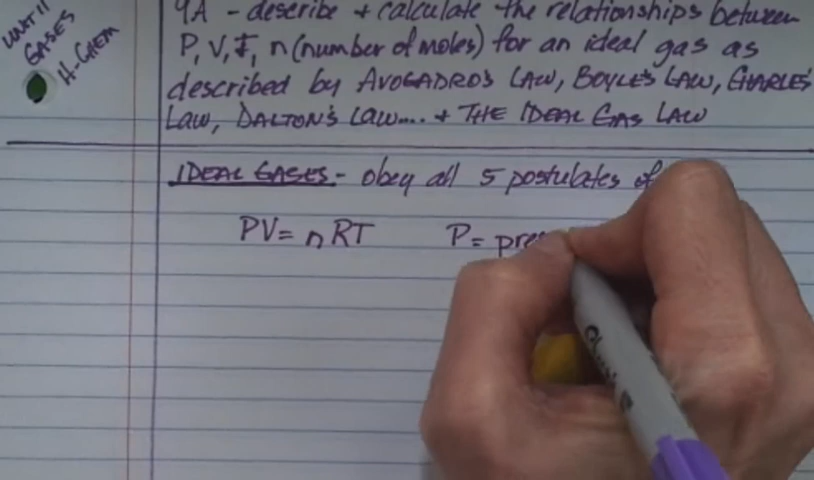 UNIT 11
GASES
H-CHEM
9A - describe + calculate the relationships between
P, V, T, n (number of moles) for an ideal gas as
described by AVOGADRO'S LAW, BOYLE'S LAW, CHARLES'
LAW, DALTON'S LAW.... + THE IDEAL GAS LAW
IDEAL GASES - obey all 5 postulates of
PV = nRT P = pres